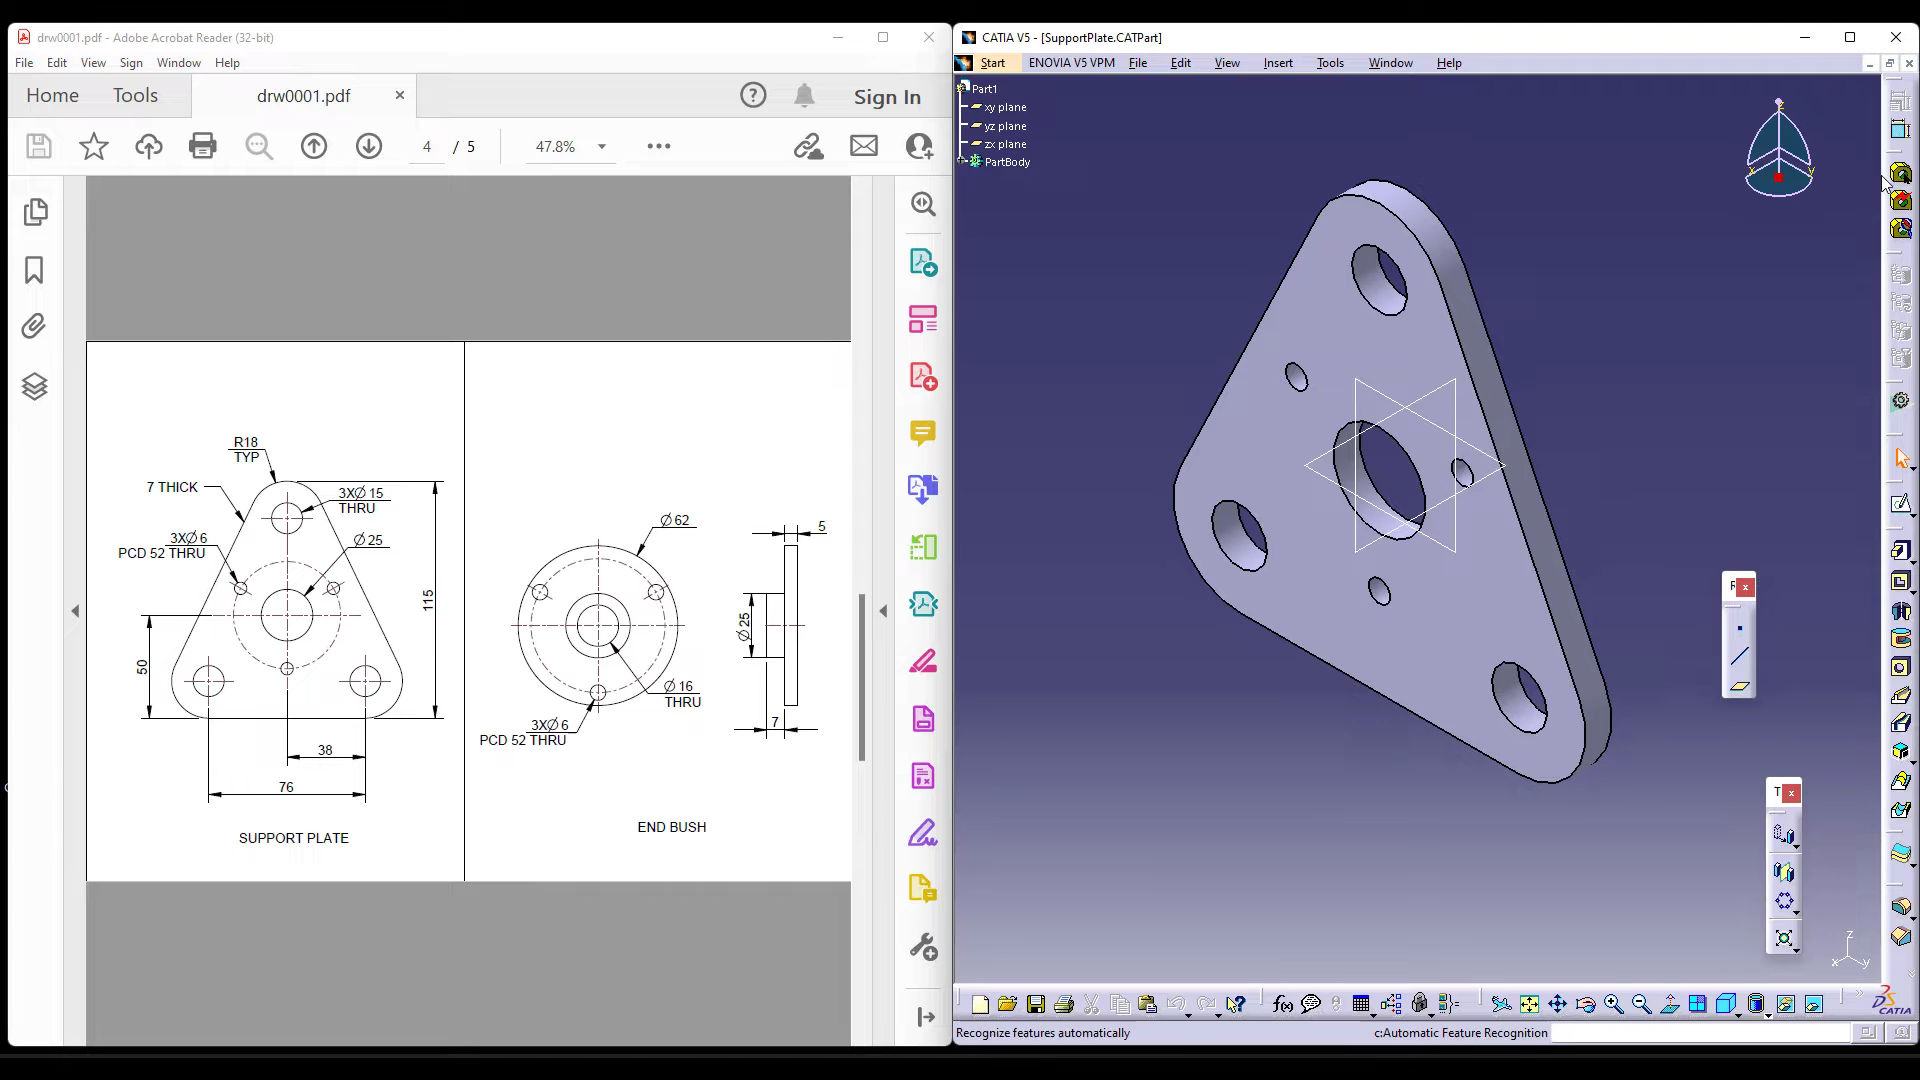 drw0001.pdf - Adobe Acrobat Reader (32-bit)
File Edit View Sign Window Help
Home Tools drw0001.pdf × Sign In
4 / 5 47.8%
R18
TYP
7 THICK
3X∅15
THRU
3X∅6
PCD 52 THRU
∅25
115
50
38
76
SUPPORT PLATE
∅62
5
∅25
∅16
THRU
3X∅6
PCD 52 THRU
7
END BUSH
CATIA V5 - [SupportPlate.CATPart]
Start ENOVIA V5 VPM File Edit View Insert Tools Window Help
Part1
xy plane
yz plane
zx plane
PartBody
z
x
y
R x
T x
z
x y
f(x)
CATIA
Recognize features automatically
c:Automatic Feature Recognition